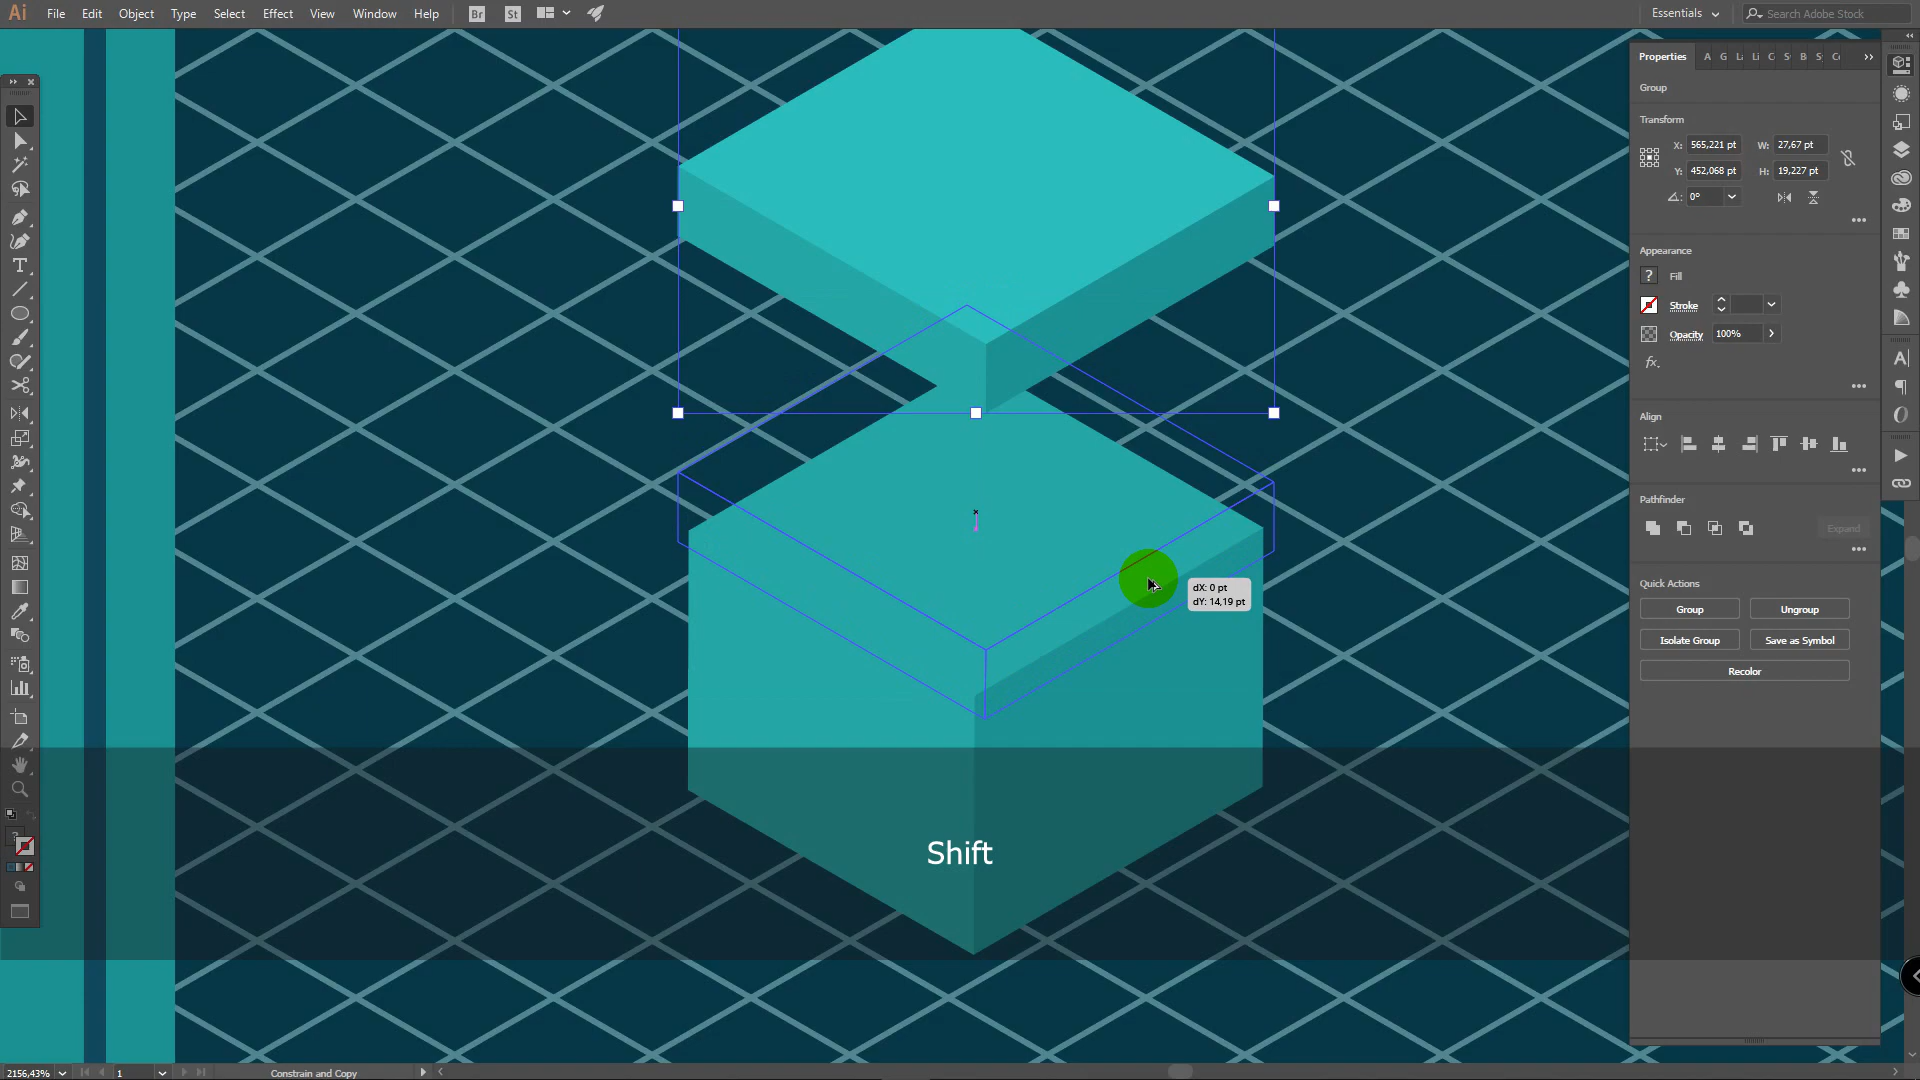 Ai File Edit Object Type Select Effect View Window Help Br St Essentials Search Adobe Stock
Properties A G L Li C S B S C
Group
Transform
X: 565,221 pt W: 27,67 pt
Y: 452,068 pt H: 19,227 pt
0°
Appearance
? Fill
Stroke
Opacity 100%
fx.
Align
Pathfinder
Expand
Quick Actions
Group Ungroup
Isolate Group Save as Symbol
Recolor
dX: 0 pt
dY: 14,19 pt
Shift
2156,43% 1 Constrain and Copy